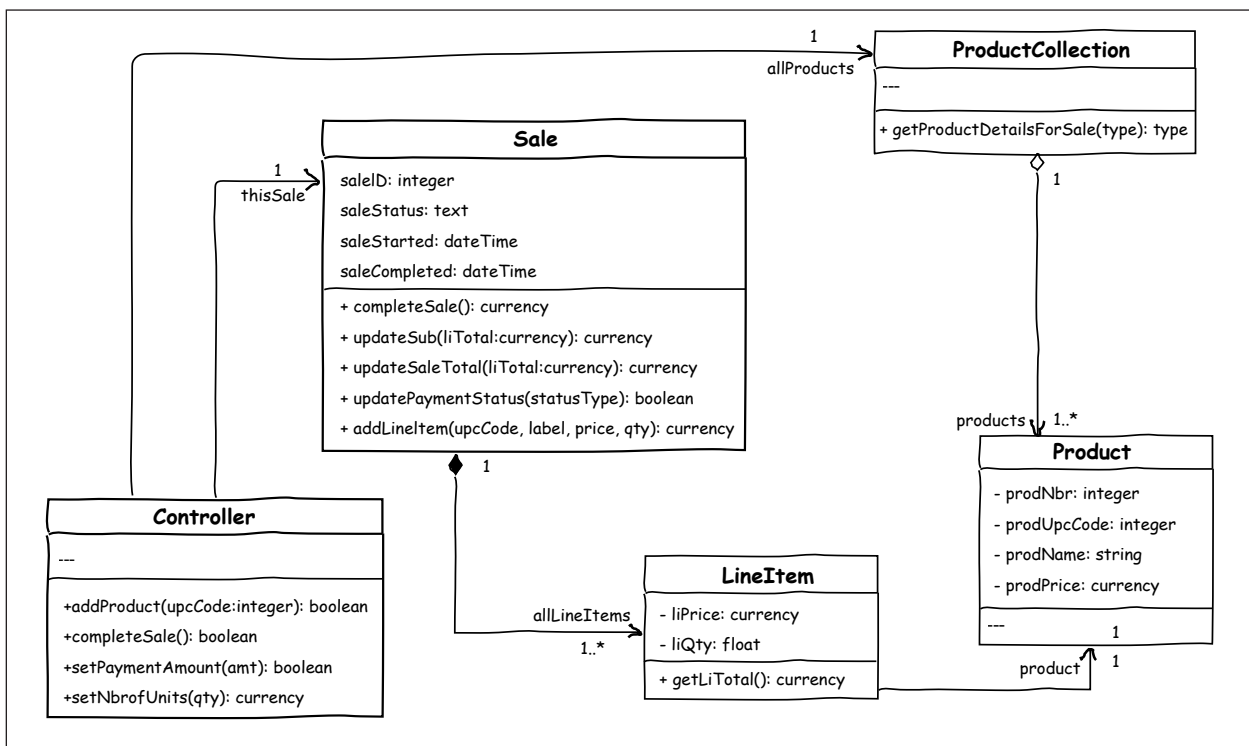 1
allProducts
ProductCollection
---
+ getProductDetailsForSale(type): type
1
Sale
saleID: integer
saleStatus: text
saleStarted: dateTime
saleCompleted: dateTime
+ completeSale(): currency
+ updateSub(liTotal:currency): currency
+ updateSaleTotal(liTotal:currency): currency
+ updatePaymentStatus(statusType): boolean
+ addLineItem(upcCode, label, price, qty): currency
1
thisSale
1
products
1..*
Product
- prodNbr: integer
- prodUpcCode: integer
- prodName: string
- prodPrice: currency
---
1
1
product
Controller
---
+addProduct(upcCode:integer): boolean
+completeSale(): boolean
+setPaymentAmount(amt): boolean
+setNbrofUnits(qty): currency
allLineItems
1..*
LineItem
- liPrice: currency
- liQty: float
+ getLiTotal(): currency